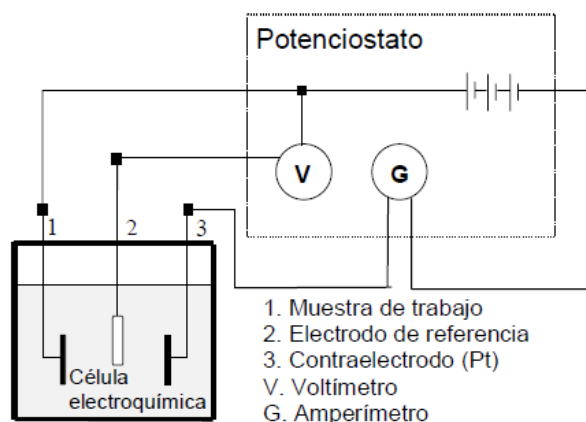 Potenciostato
V
G
1
2
3
Célula
electroquímica
1. Muestra de trabajo
2. Electrodo de referencia
3. Contraelectrodo (Pt)
V. Voltímetro
G. Amperímetro